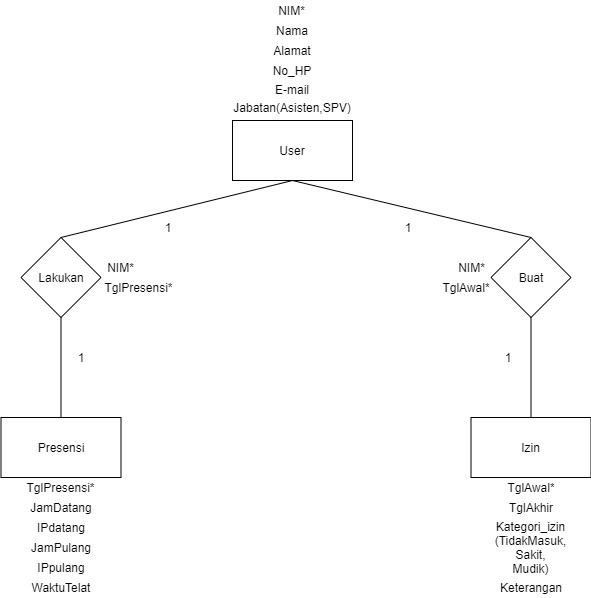 NIM*
Nama
Alamat
No_HP
E-mail
Jabatan(Asisten,SPV)
User
1
1
Lakukan
NIM*
TglPresensi*
NIM*
TglAwal*
Buat
1
1
Presensi
Izin
TglPresensi*
JamDatang
IPdatang
JamPulang
IPpulang
WaktuTelat
TglAwal*
TglAkhir
Kategori_izin
(TidakMasuk,
Sakit,
Mudik)
Keterangan